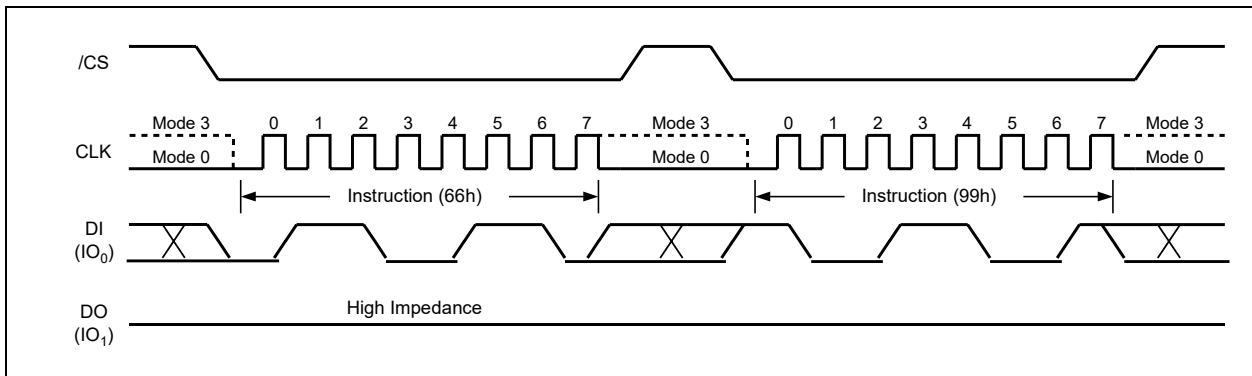 /CS
Mode 3 0 1 2 3 4 5 6 7 Mode 3 0 1 2 3 4 5 6 7 Mode 3
CLK
Mode 0 Mode 0 Mode 0
Instruction (66h) Instruction (99h)
DI
(IO₀)
High Impedance
DO
(IO₁)